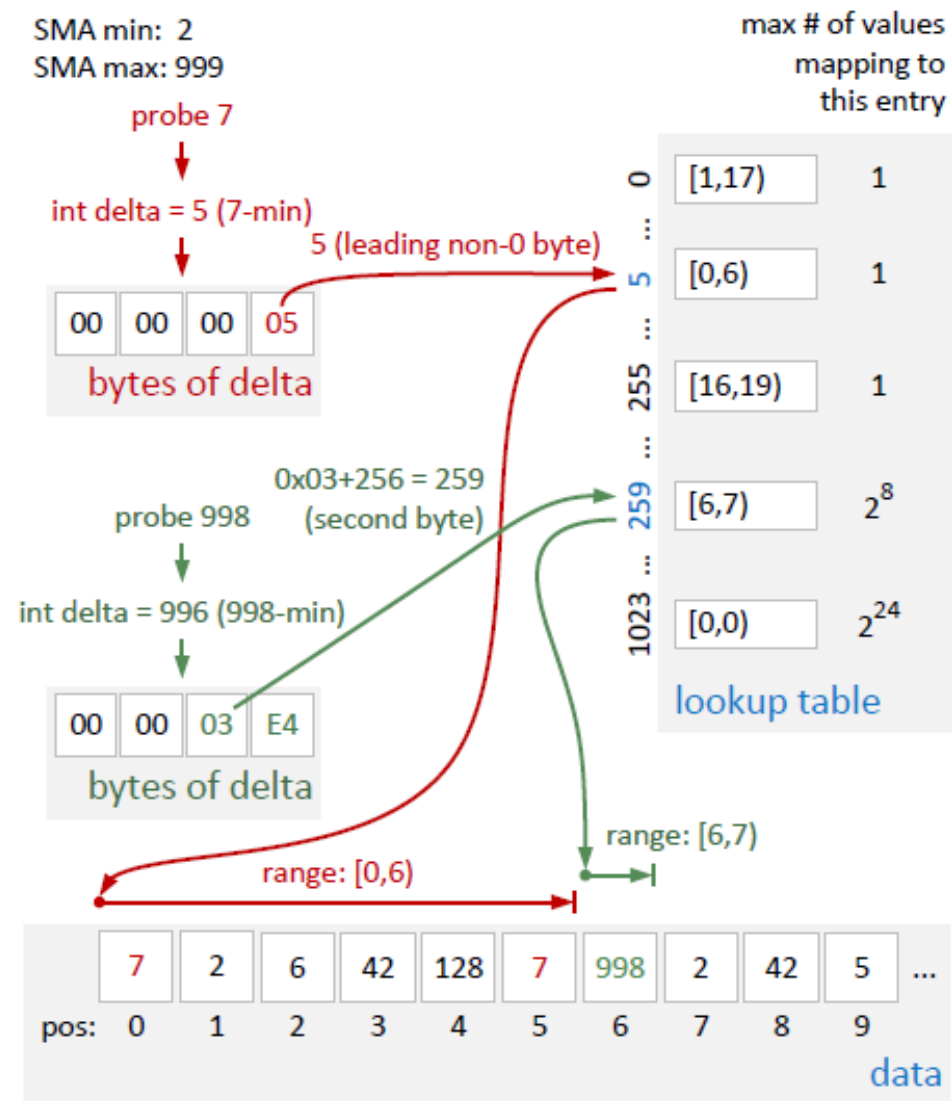 SMA min: 2
SMA max: 999
probe 7
int delta = 5 (7-min)
5 (leading non-0 byte)
00 00 00 05
bytes of delta
0x03+256 = 259
(second byte)
probe 998
int delta = 996 (998-min)
00 00 03 E4
bytes of delta
max # of values
mapping to
this entry
0 [1,17) 1
...
5 [0,6) 1
...
255 [16,19) 1
...
259 [6,7) 2^8
...
1023 [0,0) 2^24
lookup table
range: [0,6)
range: [6,7)
7 2 6 42 128 7 998 2 42 5 ...
pos: 0 1 2 3 4 5 6 7 8 9
data